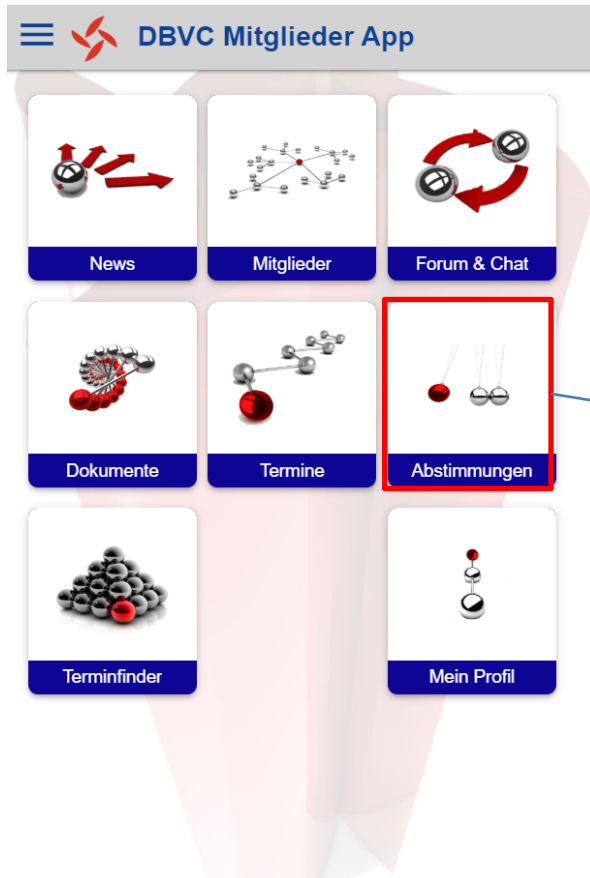 DBVC Mitglieder App
News
Mitglieder
Forum & Chat
Dokumente
Termine
Abstimmungen
Terminfinder
Mein Profil